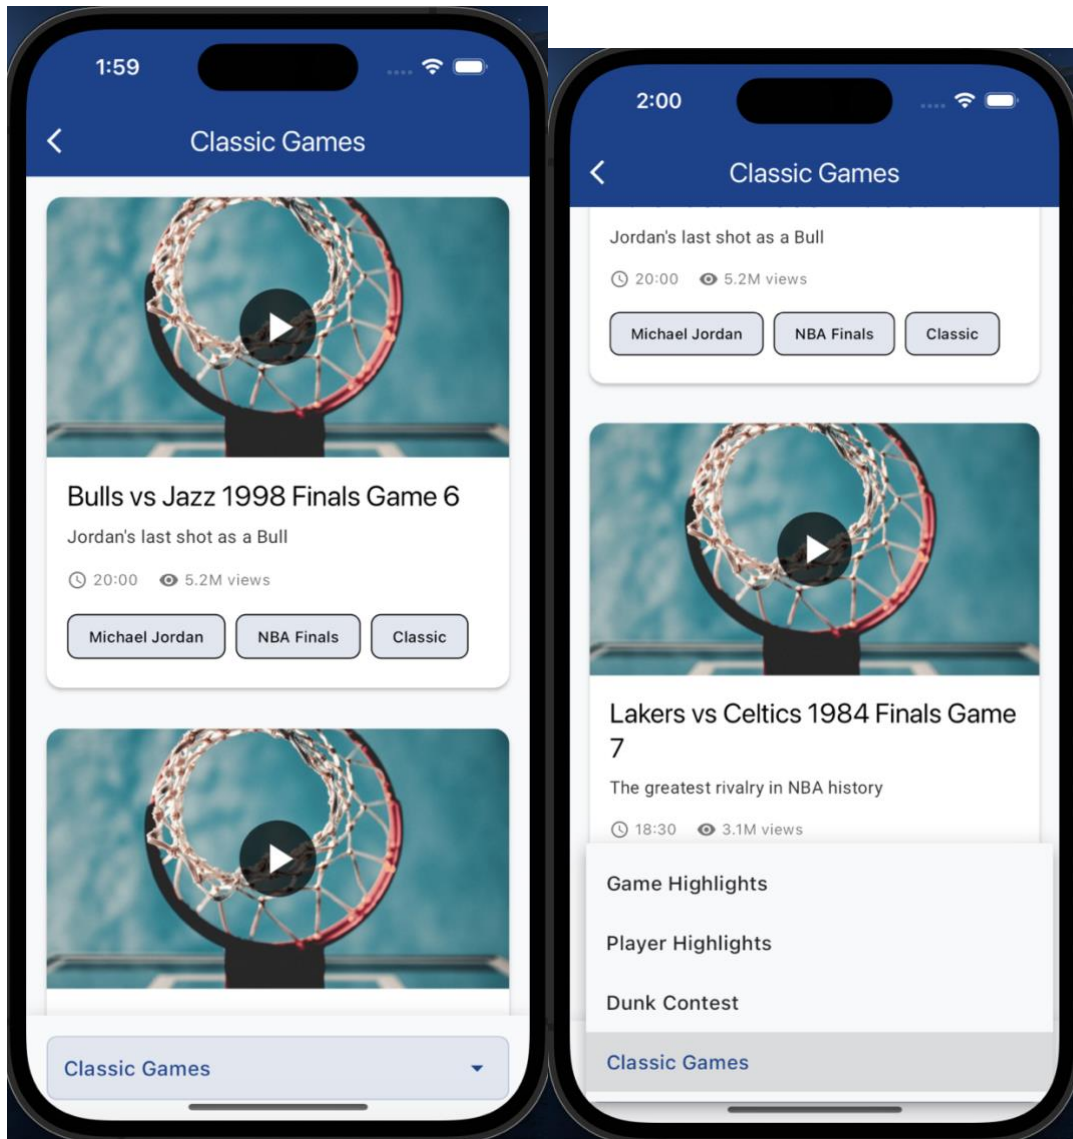 1:59
Classic Games
Bulls vs Jazz 1998 Finals Game 6
Jordan's last shot as a Bull
20:00 5.2M views
Michael Jordan NBA Finals Classic
Classic Games
2:00
Classic Games
Jordan's last shot as a Bull
20:00 5.2M views
Michael Jordan NBA Finals Classic
Lakers vs Celtics 1984 Finals Game
7
The greatest rivalry in NBA history
18:30 3.1M views
Game Highlights
Player Highlights
Dunk Contest
Classic Games